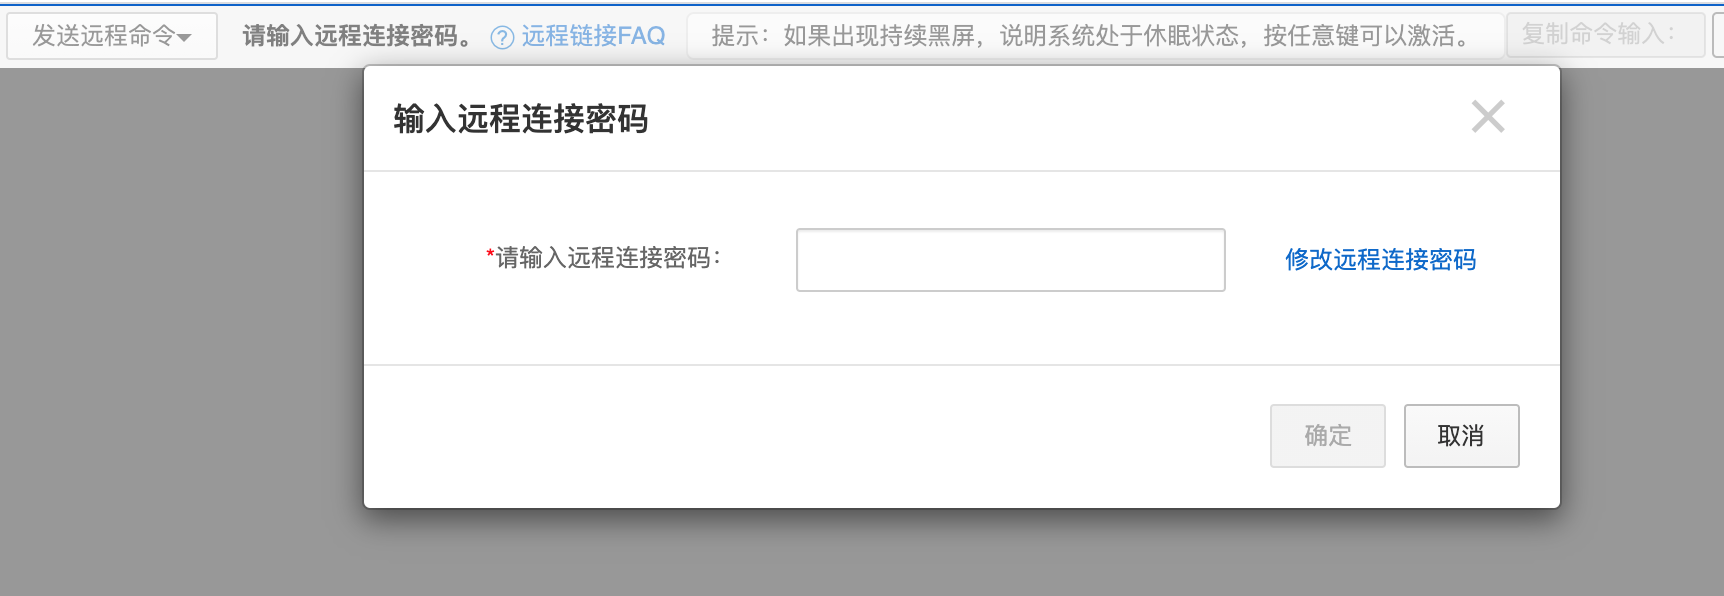 发送远程命令 请输入远程连接密码。 ? 远程链接FAQ 提示：如果出现持续黑屏，说明系统处于休眠状态，按任意键可以激活。 复制命令输入：
输入远程连接密码
*请输入远程连接密码： 修改远程连接密码
确定 取消